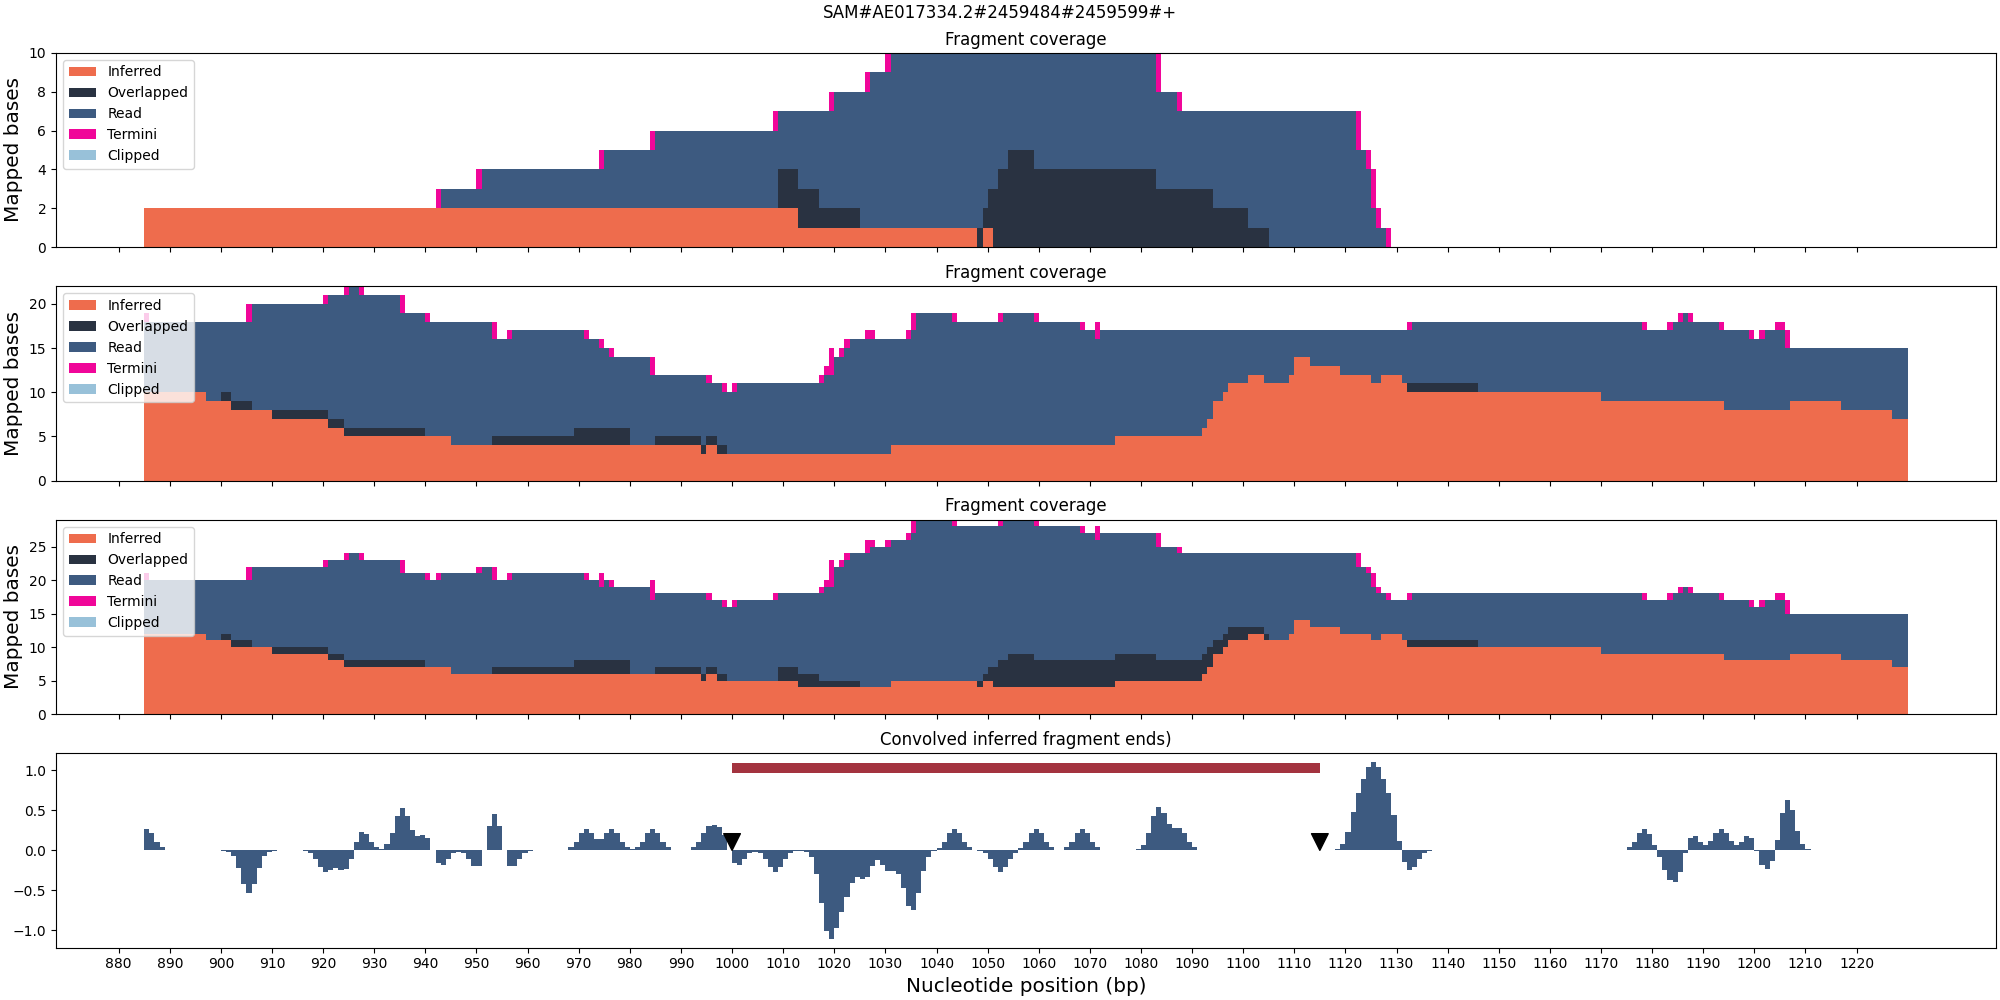 SAM#AE017334.2#2459484#2459599#+
Fragment coverage
10
8
6
4
2
0
Mapped bases
Inferred
Overlapped
Read
Termini
Clipped
Fragment coverage
20
15
10
5
0
Mapped bases
Inferred
Overlapped
Read
Termini
Clipped
Fragment coverage
25
20
15
10
5
0
Mapped bases
Inferred
Overlapped
Read
Termini
Clipped
Convolved inferred fragment ends)
1.0
0.5
0.0
−0.5
−1.0
880 890 900 910 920 930 940 950 960 970 980 990 1000 1010 1020 1030 1040 1050 1060 1070 1080 1090 1100 1110 1120 1130 1140 1150 1160 1170 1180 1190 1200 1210 1220
Nucleotide position (bp)